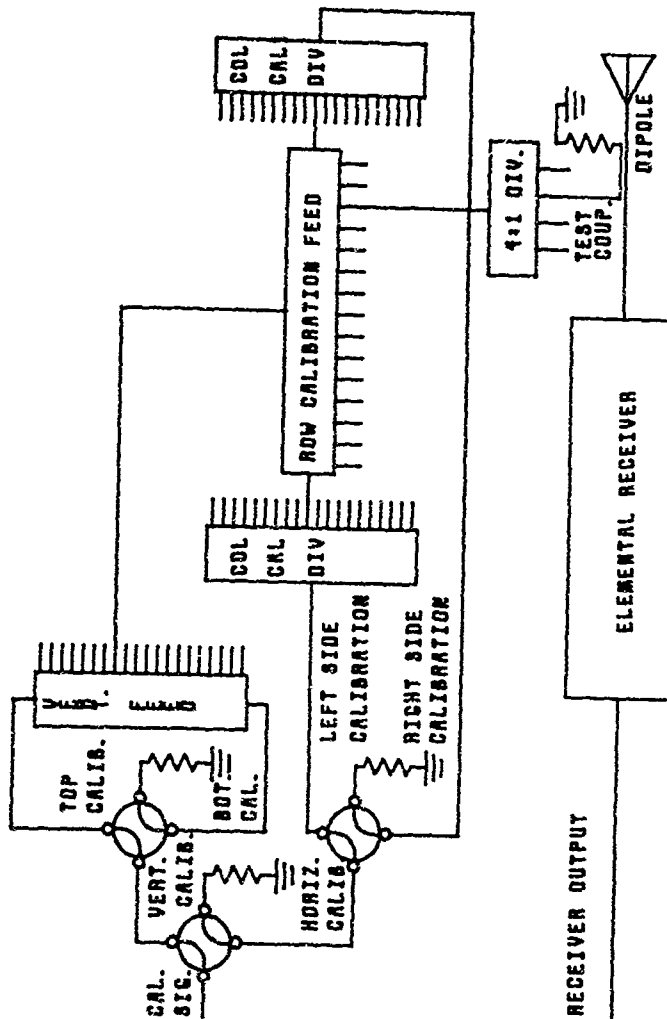 CAL.
SIG.
VERT.
CALIB.
TOP
CALIB.
BOT.
CAL.
HORIZ.
CALIB
LEFT SIDE
CALIBRATION
RIGHT SIDE
CALIBRATION
COL
CAL
DIV
ROW CALIBRATION FEED
COL
CAL
DIV
4:1 DIV.
TEST
COUP.
DIPOLE
ELEMENTAL RECEIVER
RECEIVER OUTPUT